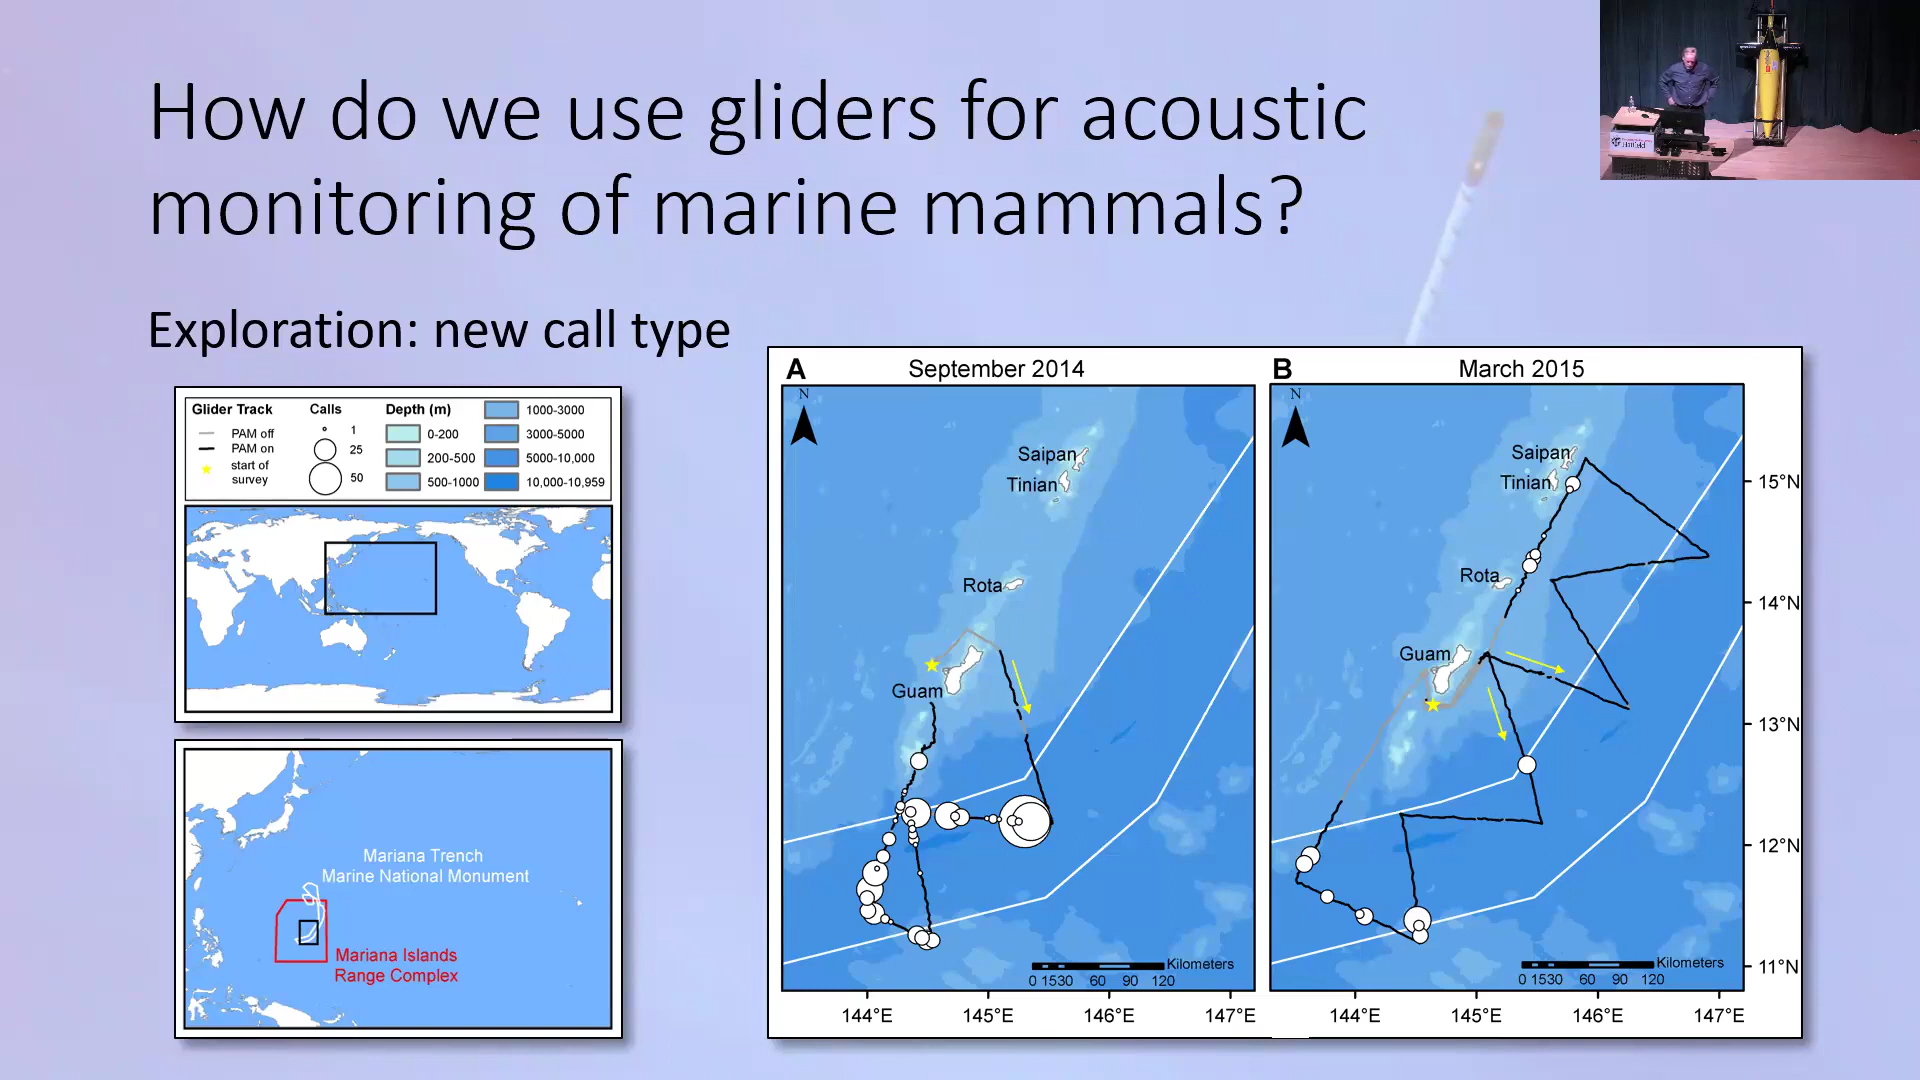 How do we use gliders for acoustic
monitoring of marine mammals?
Exploration: new call type
Glider Track
PAM off
PAM on
start of
survey
Calls
1
25
50
Depth (m)
0-200
200-500
500-1000
1000-3000
3000-5000
5000-10,000
10,000-10,959
Mariana Trench
Marine National Monument
Mariana Islands
Range Complex
A
September 2014
N
Saipan
Tinian
Rota
Guam
Kilometers
0 1530 60 90 120
144°E 145°E 146°E 147°E
B
March 2015
N
Saipan
Tinian
Rota
Guam
Kilometers
0 1530 60 90 120
15°N
14°N
13°N
12°N
11°N
144°E 145°E 146°E 147°E
Hatfield